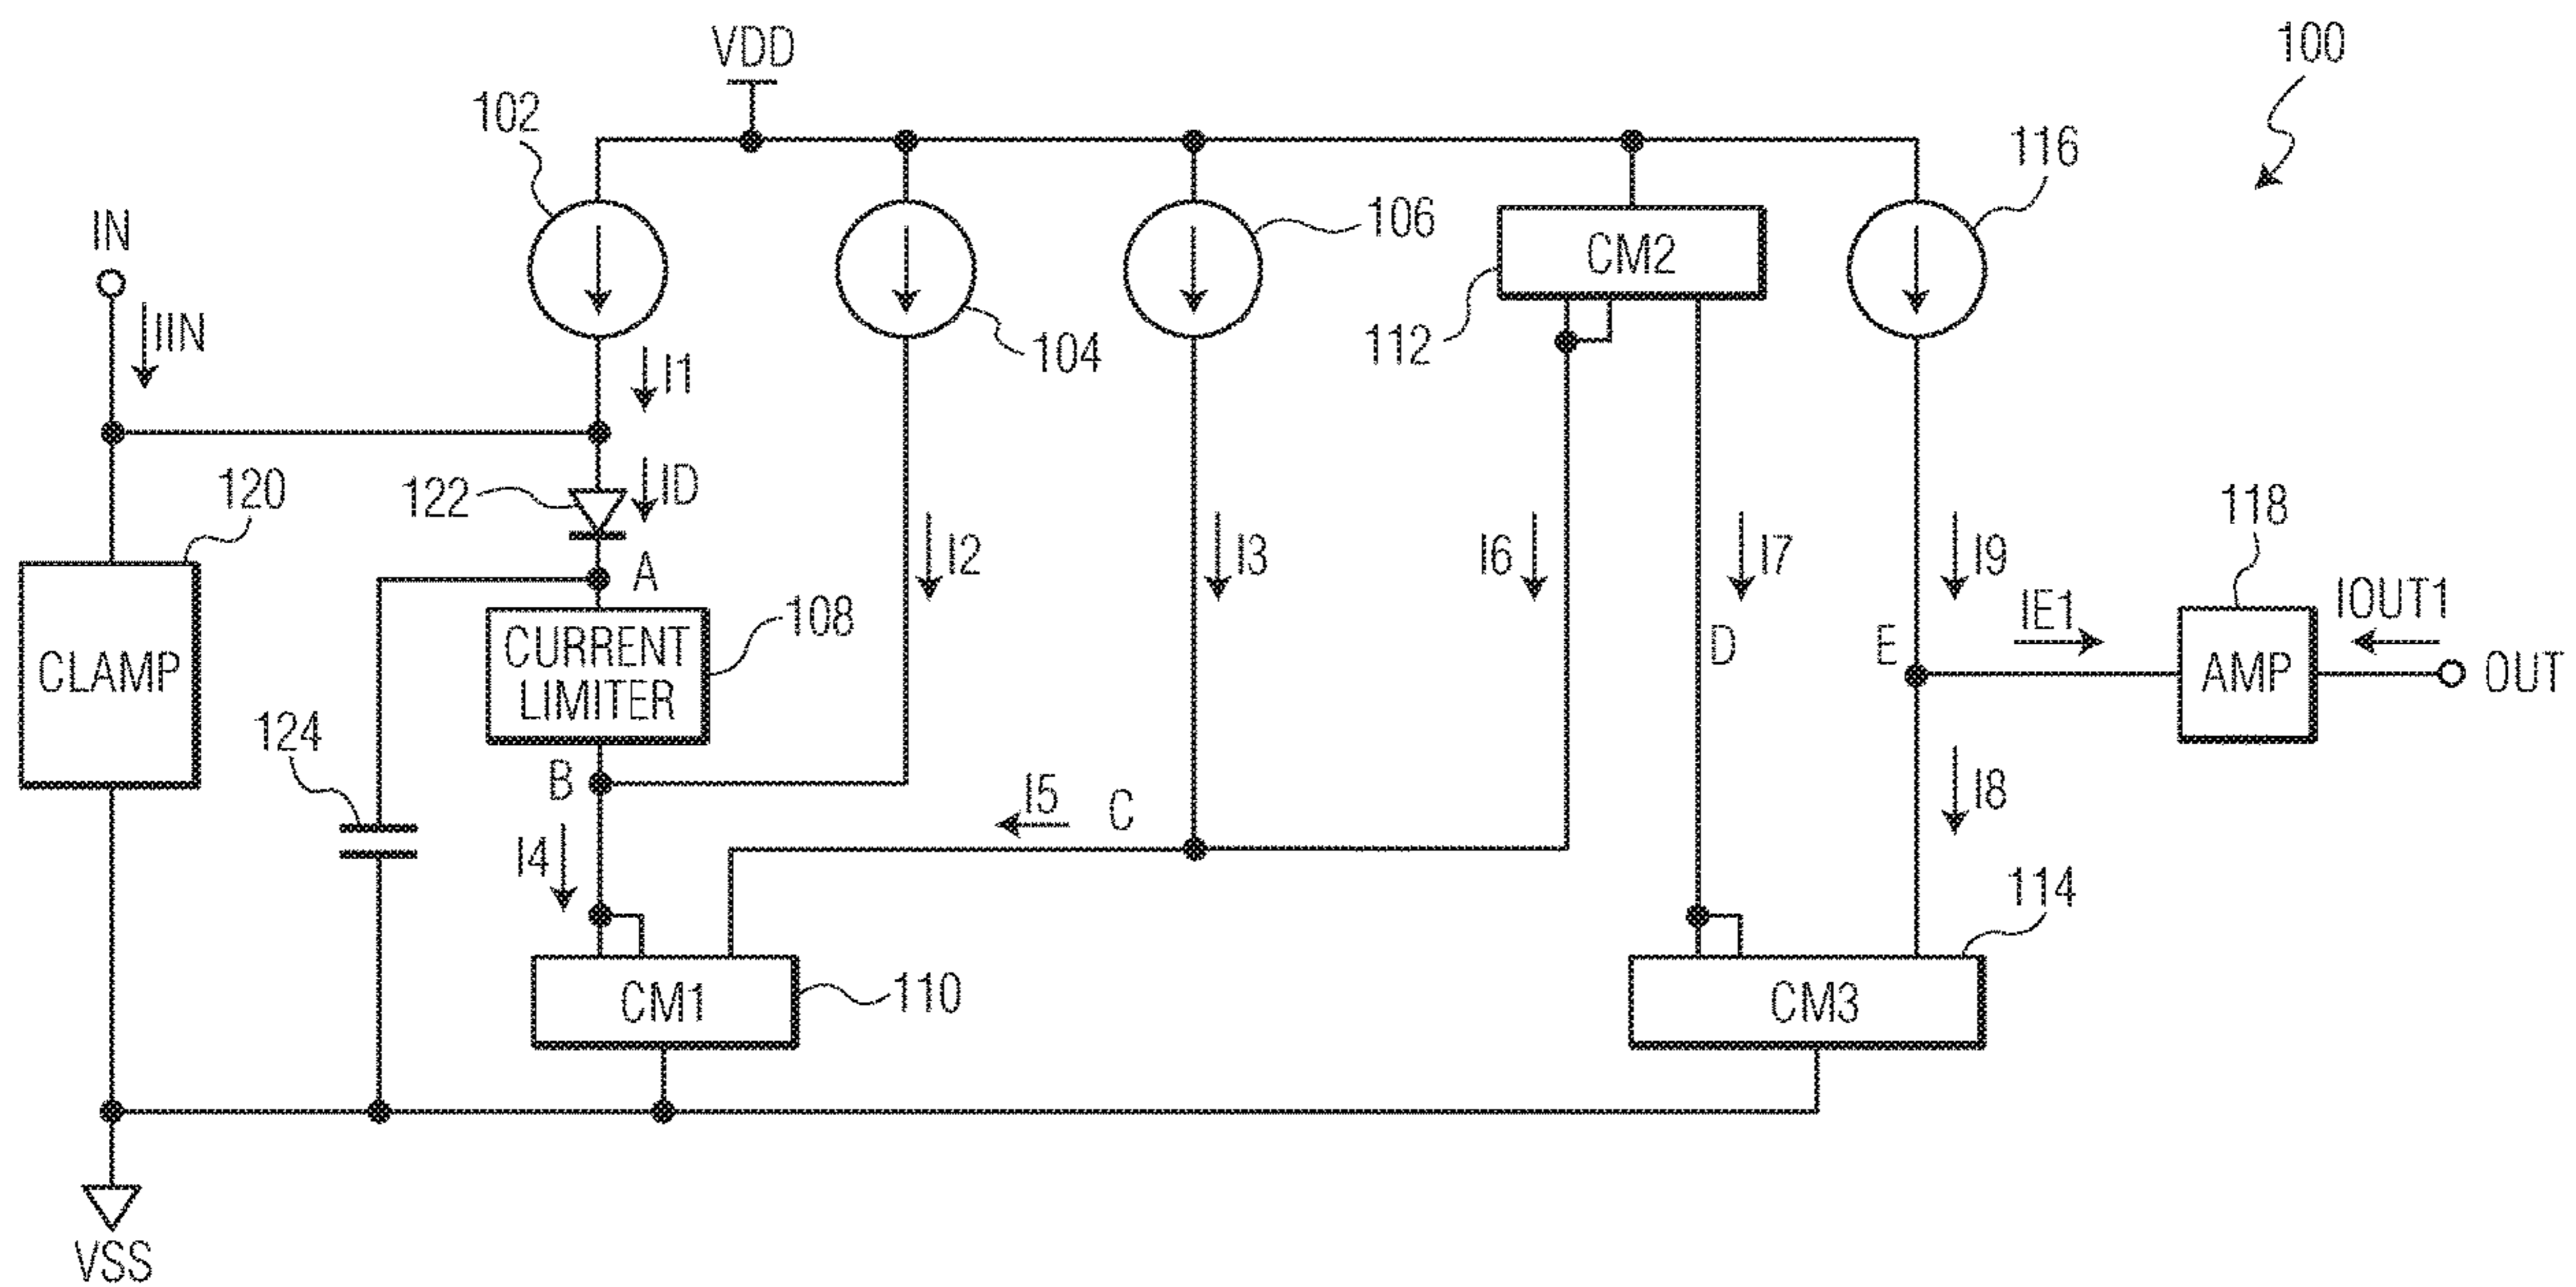 VDD
100
102
116
IN
106
CM2
IIN
104
112
I1
120
122
ID
118
A
I2
I3
I6
I7
I9
IE1
IOUT1
CLAMP
CURRENT
LIMITER
108
D
E
AMP
OUT
124
B
I5
C
I8
I4
114
CM1
110
CM3
VSS